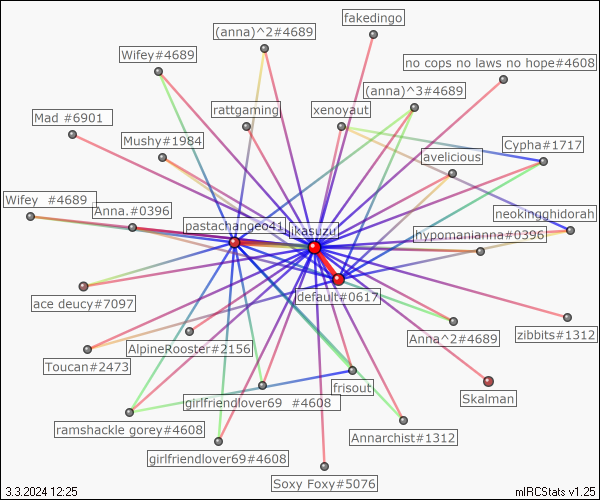 fakedingo
(anna)^2#4689
Wifey#4689
no cops no laws no hope#4608
(anna)^3#4689
rattgaming
xenoyaut
Mad #6901
Mushy#1984
Cypha#1717
avelicious
Wifey  #4689
Anna.#0396
neokingghidorah
pastachangeo41
ikasuzu
hypomanianna#0396
default#0617
ace deucy#7097
zibbits#1312
Anna^2#4689
AlpineRooster#2156
Toucan#2473
frisout
Skalman
girlfriendlover69  #4608
ramshackle gorey#4608
Annarchist#1312
girlfriendlover69#4608
Soxy Foxy#5076
3.3.2024 12:25
mIRCStats v1.25